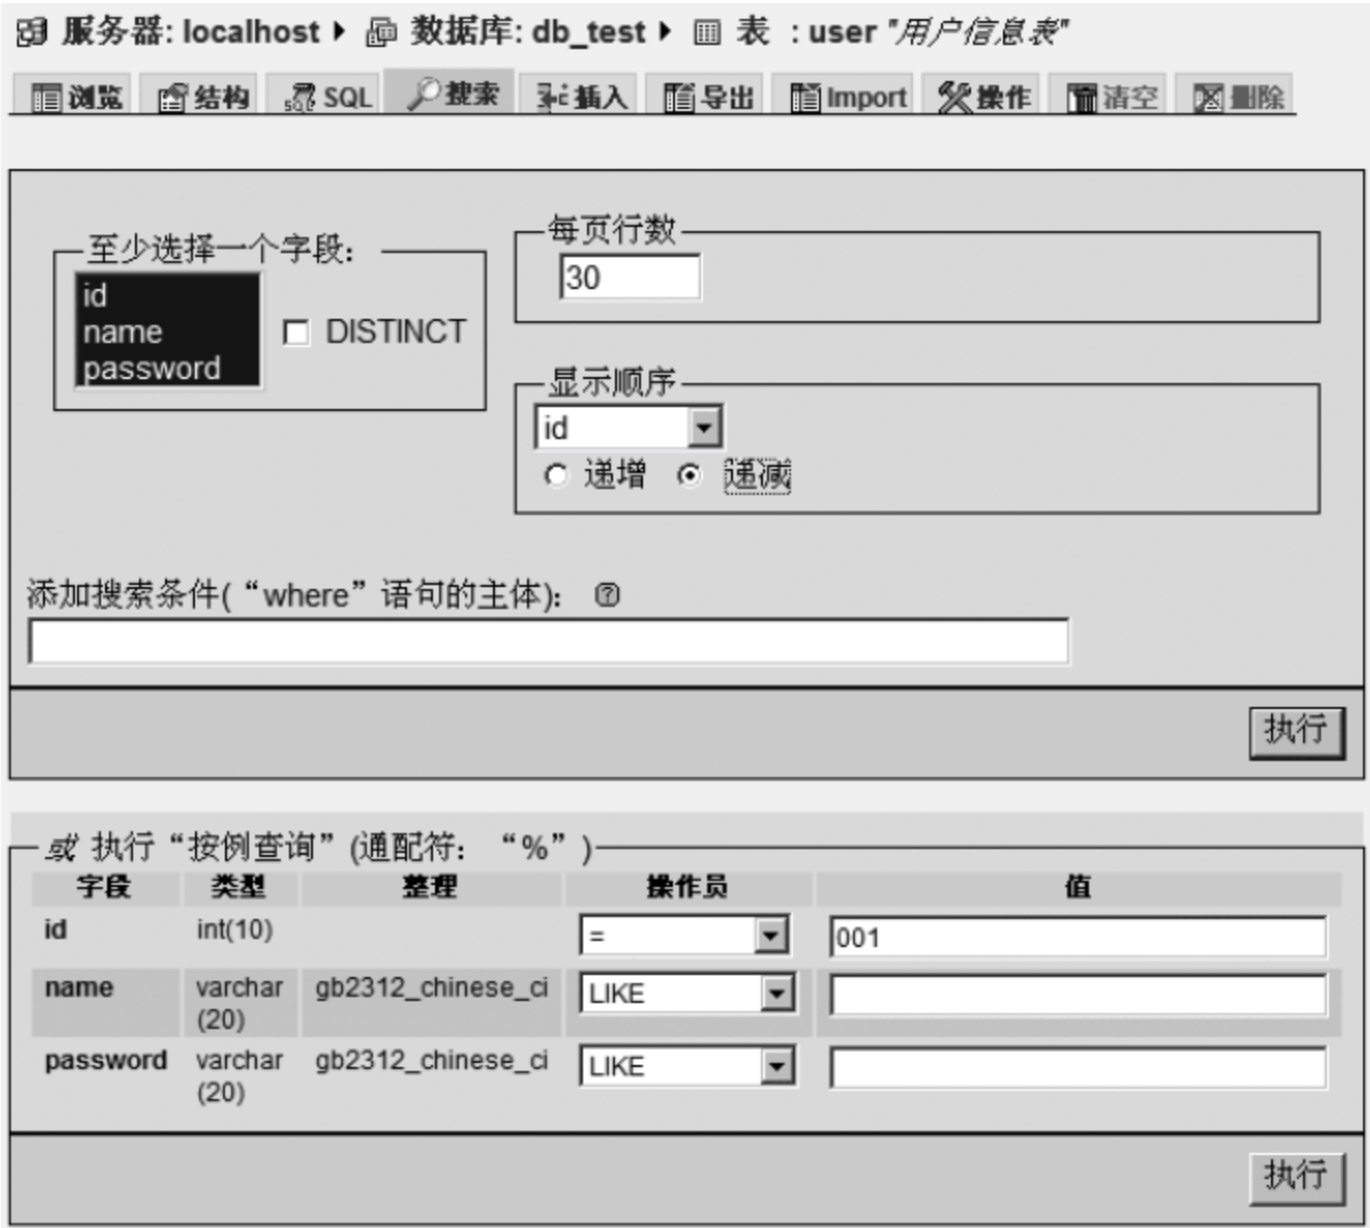 服务器: localhost 数据库: db_test 表 : user "用户信息表"
浏览 结构 SQL 搜索 插入 导出 Import 操作 清空 删除
至少选择一个字段：
id
name
password
DISTINCT
每页行数
30
显示顺序
id
递增 递减
添加搜索条件(“where”语句的主体)：
执行
或 执行“按例查询”(通配符：“%”)
字段 类型 整理 操作员 值
id int(10) = 001
name varchar gb2312_chinese_ci LIKE
(20)
password varchar gb2312_chinese_ci LIKE
(20)
执行